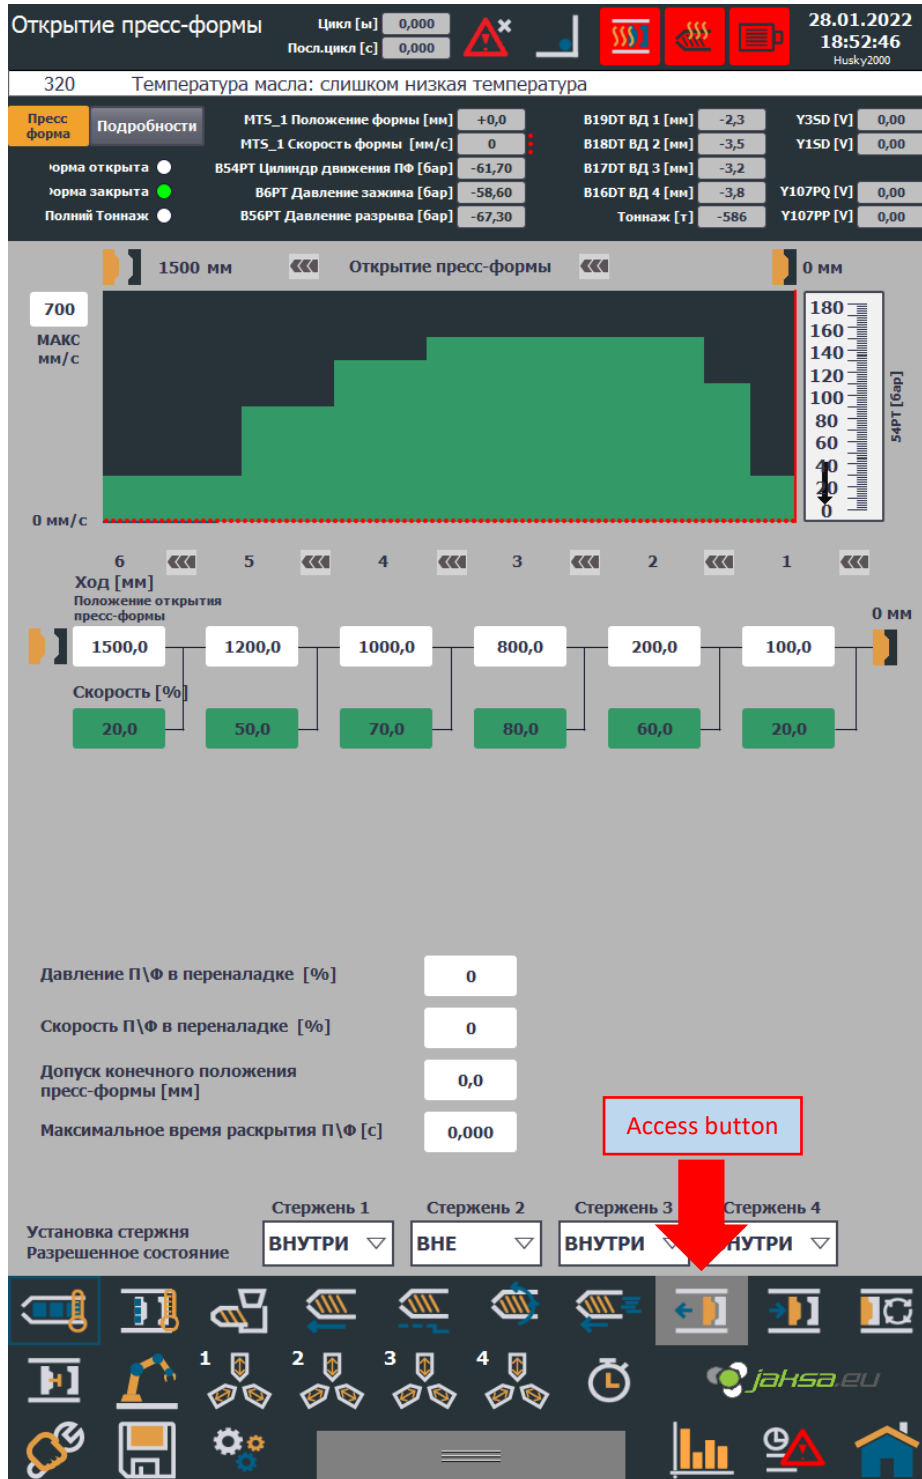 Открытие пресс-формы
Цикл [ы] 0,000
Посл.цикл [с] 0,000
28.01.2022
18:52:46
Husky2000
320 Температура масла: слишком низкая температура
Пресс
форма
Подробности
MTS_1 Положение формы [мм] +0,0
B19DT ВД 1 [мм] -2,3
Y3SD [V] 0,00
MTS_1 Скорость формы [мм/с] 0
B18DT ВД 2 [мм] -3,5
Y1SD [V] 0,00
орма открыта
B54PT Цилиндр движения ПФ [бар] -61,70
B17DT ВД 3 [мм] -3,2
орма закрыта
B6PT Давление зажима [бар] -58,60
B16DT ВД 4 [мм] -3,8
Y107PQ [V] 0,00
Полний Тоннаж
B56PT Давление разрыва [бар] -67,30
Тоннаж [т] -586
Y107PP [V] 0,00
1500 мм
Открытие пресс-формы
0 мм
700
МАКС
мм/с
0 мм/с
180
160
140
120
100
80
60
40
20
0
54PT [бар]
6 5 4 3 2 1
Ход [мм]
Положение открытия
пресс-формы
0 мм
1500,0 1200,0 1000,0 800,0 200,0 100,0
Скорость [%]
20,0 50,0 70,0 80,0 60,0 20,0
Давление П\Ф в переналадке [%] 0
Скорость П\Ф в переналадке [%] 0
Допуск конечного положения
пресс-формы [мм]
0,0
Максимальное время раскрытия П\Ф [с] 0,000
Access button
Стержень 1 Стержень 2 Стержень 3 Стержень 4
Установка стержня
Разрешенное состояние
ВНУТРИ ВНЕ ВНУТРИ ВНУТРИ
1 2 3 4
jaksa.eu